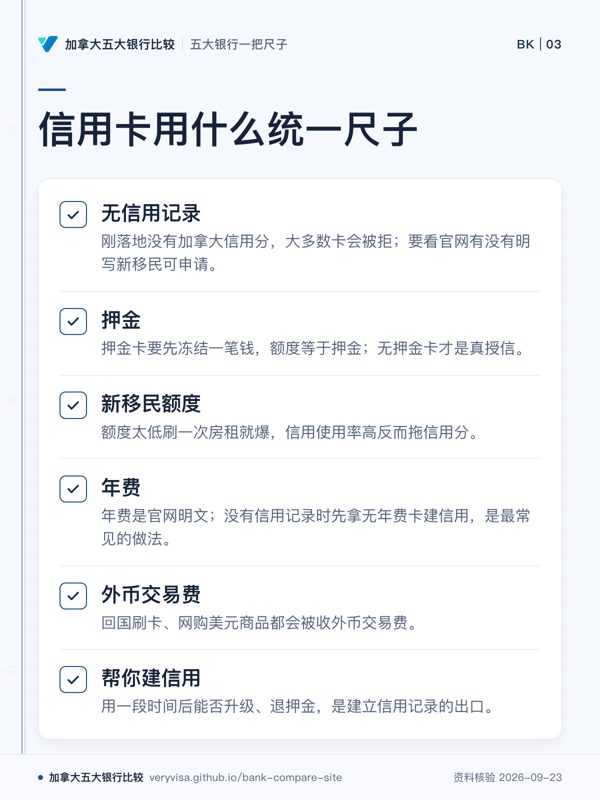 加拿大五大银行比较 | 五大银行一把尺子 BK | 03
信用卡用什么统一尺子
无信用记录
刚落地没有加拿大信用分，大多数卡会被拒；要看官网有没有明
写新移民可申请。
押金
押金卡要先冻结一笔钱，额度等于押金；无押金卡才是真授信。
新移民额度
额度太低刷一次房租就爆，信用使用率高反而拖信用分。
年费
年费是官网明文；没有信用记录时先拿无年费卡建信用，是最常
见的做法。
外币交易费
回国刷卡、网购美元商品都会被收外币交易费。
帮你建信用
用一段时间后能否升级、退押金，是建立信用记录的出口。
加拿大五大银行比较 veryvisa.github.io/bank-compare-site 资料核验 2026-09-23